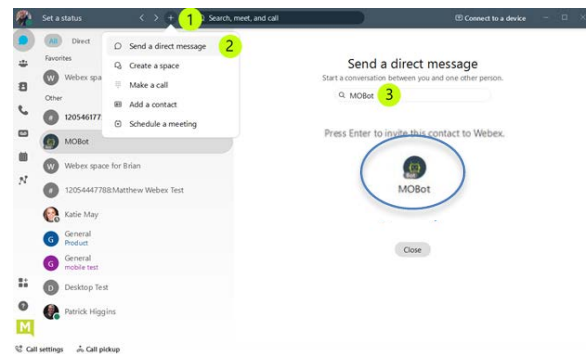 Set a status
1
Search, meet, and call
Connect to a device
All
Direct
Favorites
W
Webex spa
Other
#
120546177
MOBot
W
Webex space for Brian
#
12054447788:Matthew Webex Test
Katie May
G
General
Product
G
General
mobile test
D
Desktop Test
Patrick Higgins
M
Call settings
Call pickup
Send a direct message
2
Create a space
Make a call
Add a contact
Schedule a meeting
Send a direct message
Start a conversation between you and one other person.
MOBot
3
Press Enter to invite this contact to Webex.
Bot
MOBot
Close